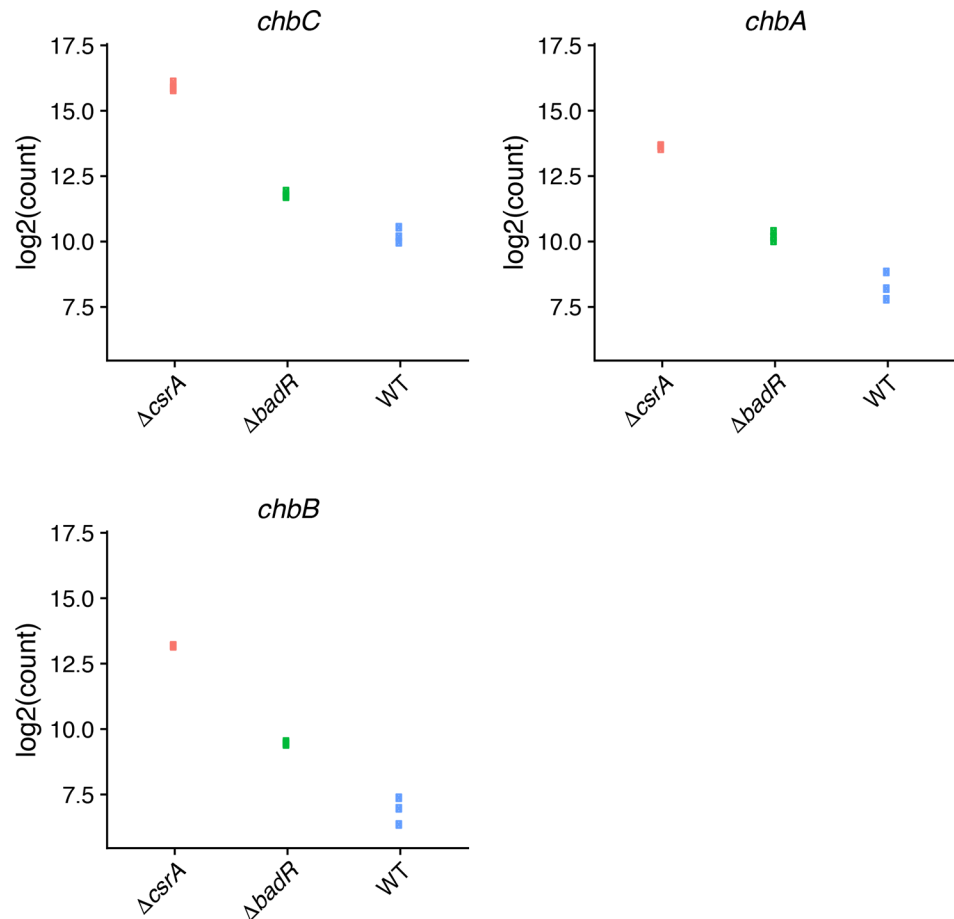 chbC
17.5
15.0
12.5
10.0
7.5
log2(count)
ΔcsrA
ΔbadR
WT
chbA
17.5
15.0
12.5
10.0
7.5
log2(count)
ΔcsrA
ΔbadR
WT
chbB
17.5
15.0
12.5
10.0
7.5
log2(count)
ΔcsrA
ΔbadR
WT